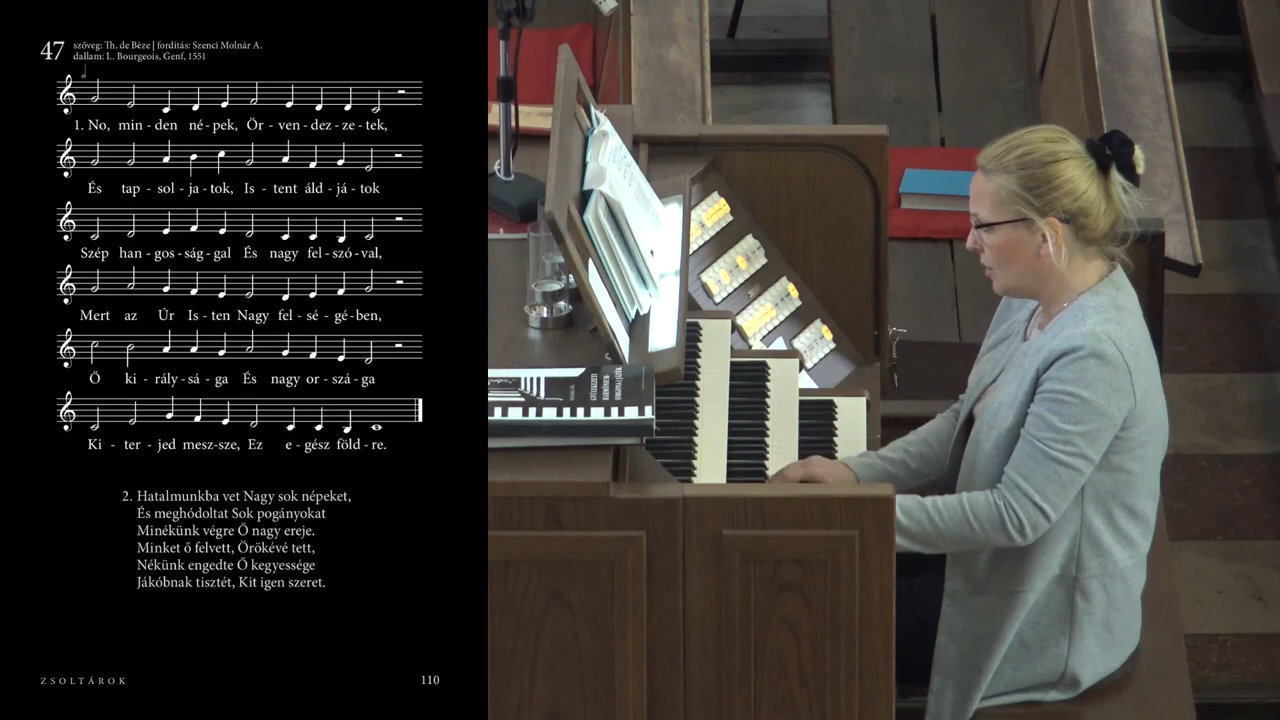 47 szöveg: Th. de Bèze | fordítás: Szenci Molnár A.
dallam: L. Bourgeois, Genf, 1551
1. No, min - den né - pek, Ör - ven - dez - ze - tek,
És tap - sol - ja - tok, Is - tent áld - já - tok
Szép han - gos - ság - gal És nagy fel - szó - val,
Mert az Úr Is - ten Nagy fel - sé - gé - ben,
Ő ki - rály - sá - ga És nagy or - szá - ga
Ki - ter - jed mesz - sze, Ez e - gész föld - re.
2. Hatalmunkba vet Nagy sok népeket,
És meghódoltat Sok pogányokat
Minékünk végre Ő nagy ereje.
Minket ő felvett, Örökévé tett,
Nékünk engedte Ő kegyessége
Jákóbnak tisztét, Kit igen szeret.
ZSOLTÁROK 110